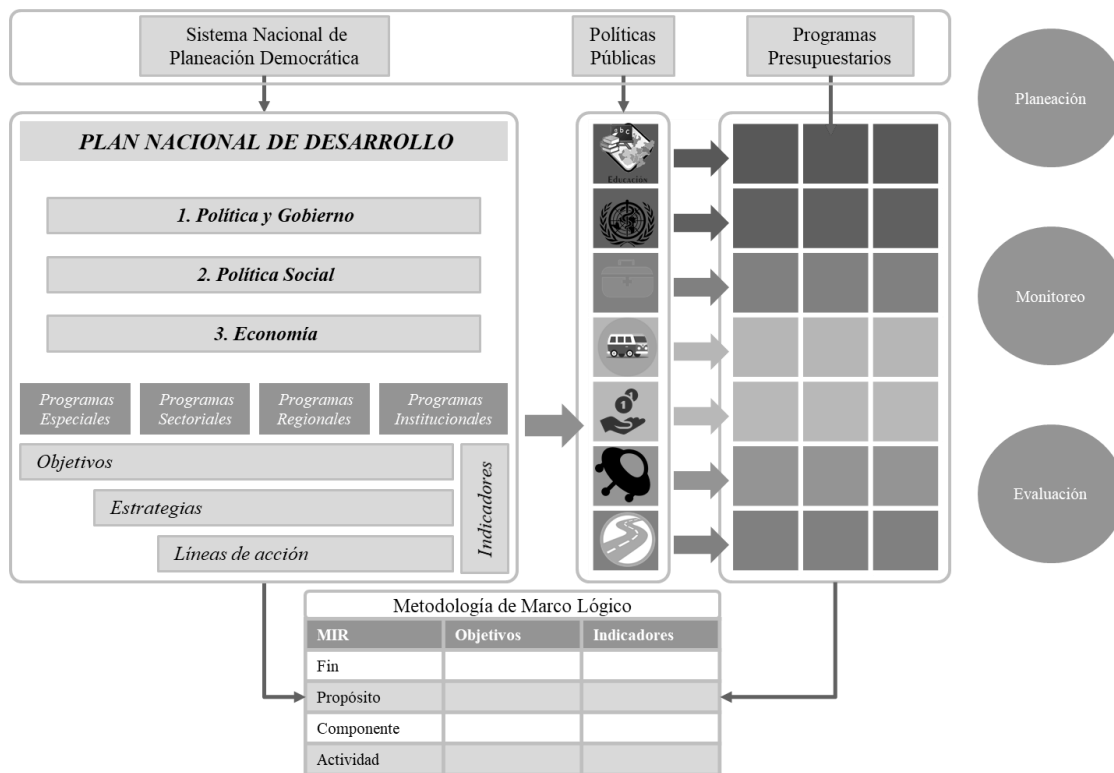 Sistema Nacional de
Planeación Democrática
Políticas
Públicas
Programas
Presupuestarios
Planeación
Monitoreo
Evaluación
PLAN NACIONAL DE DESARROLLO
1. Política y Gobierno
2. Política Social
3. Economía
Programas
Especiales
Programas
Sectoriales
Programas
Regionales
Programas
Institucionales
Objetivos
Estrategias
Líneas de acción
Indicadores
a b c
Educación
1
Metodología de Marco Lógico
MIR Objetivos Indicadores
Fin
Propósito
Componente
Actividad